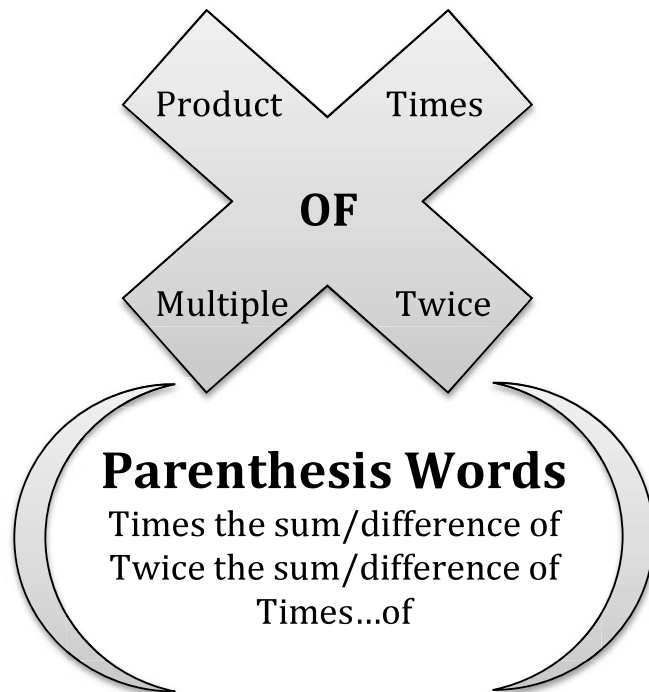 Product Times
OF
Multiple Twice
Parenthesis Words
Times the sum/difference of
Twice the sum/difference of
Times…of